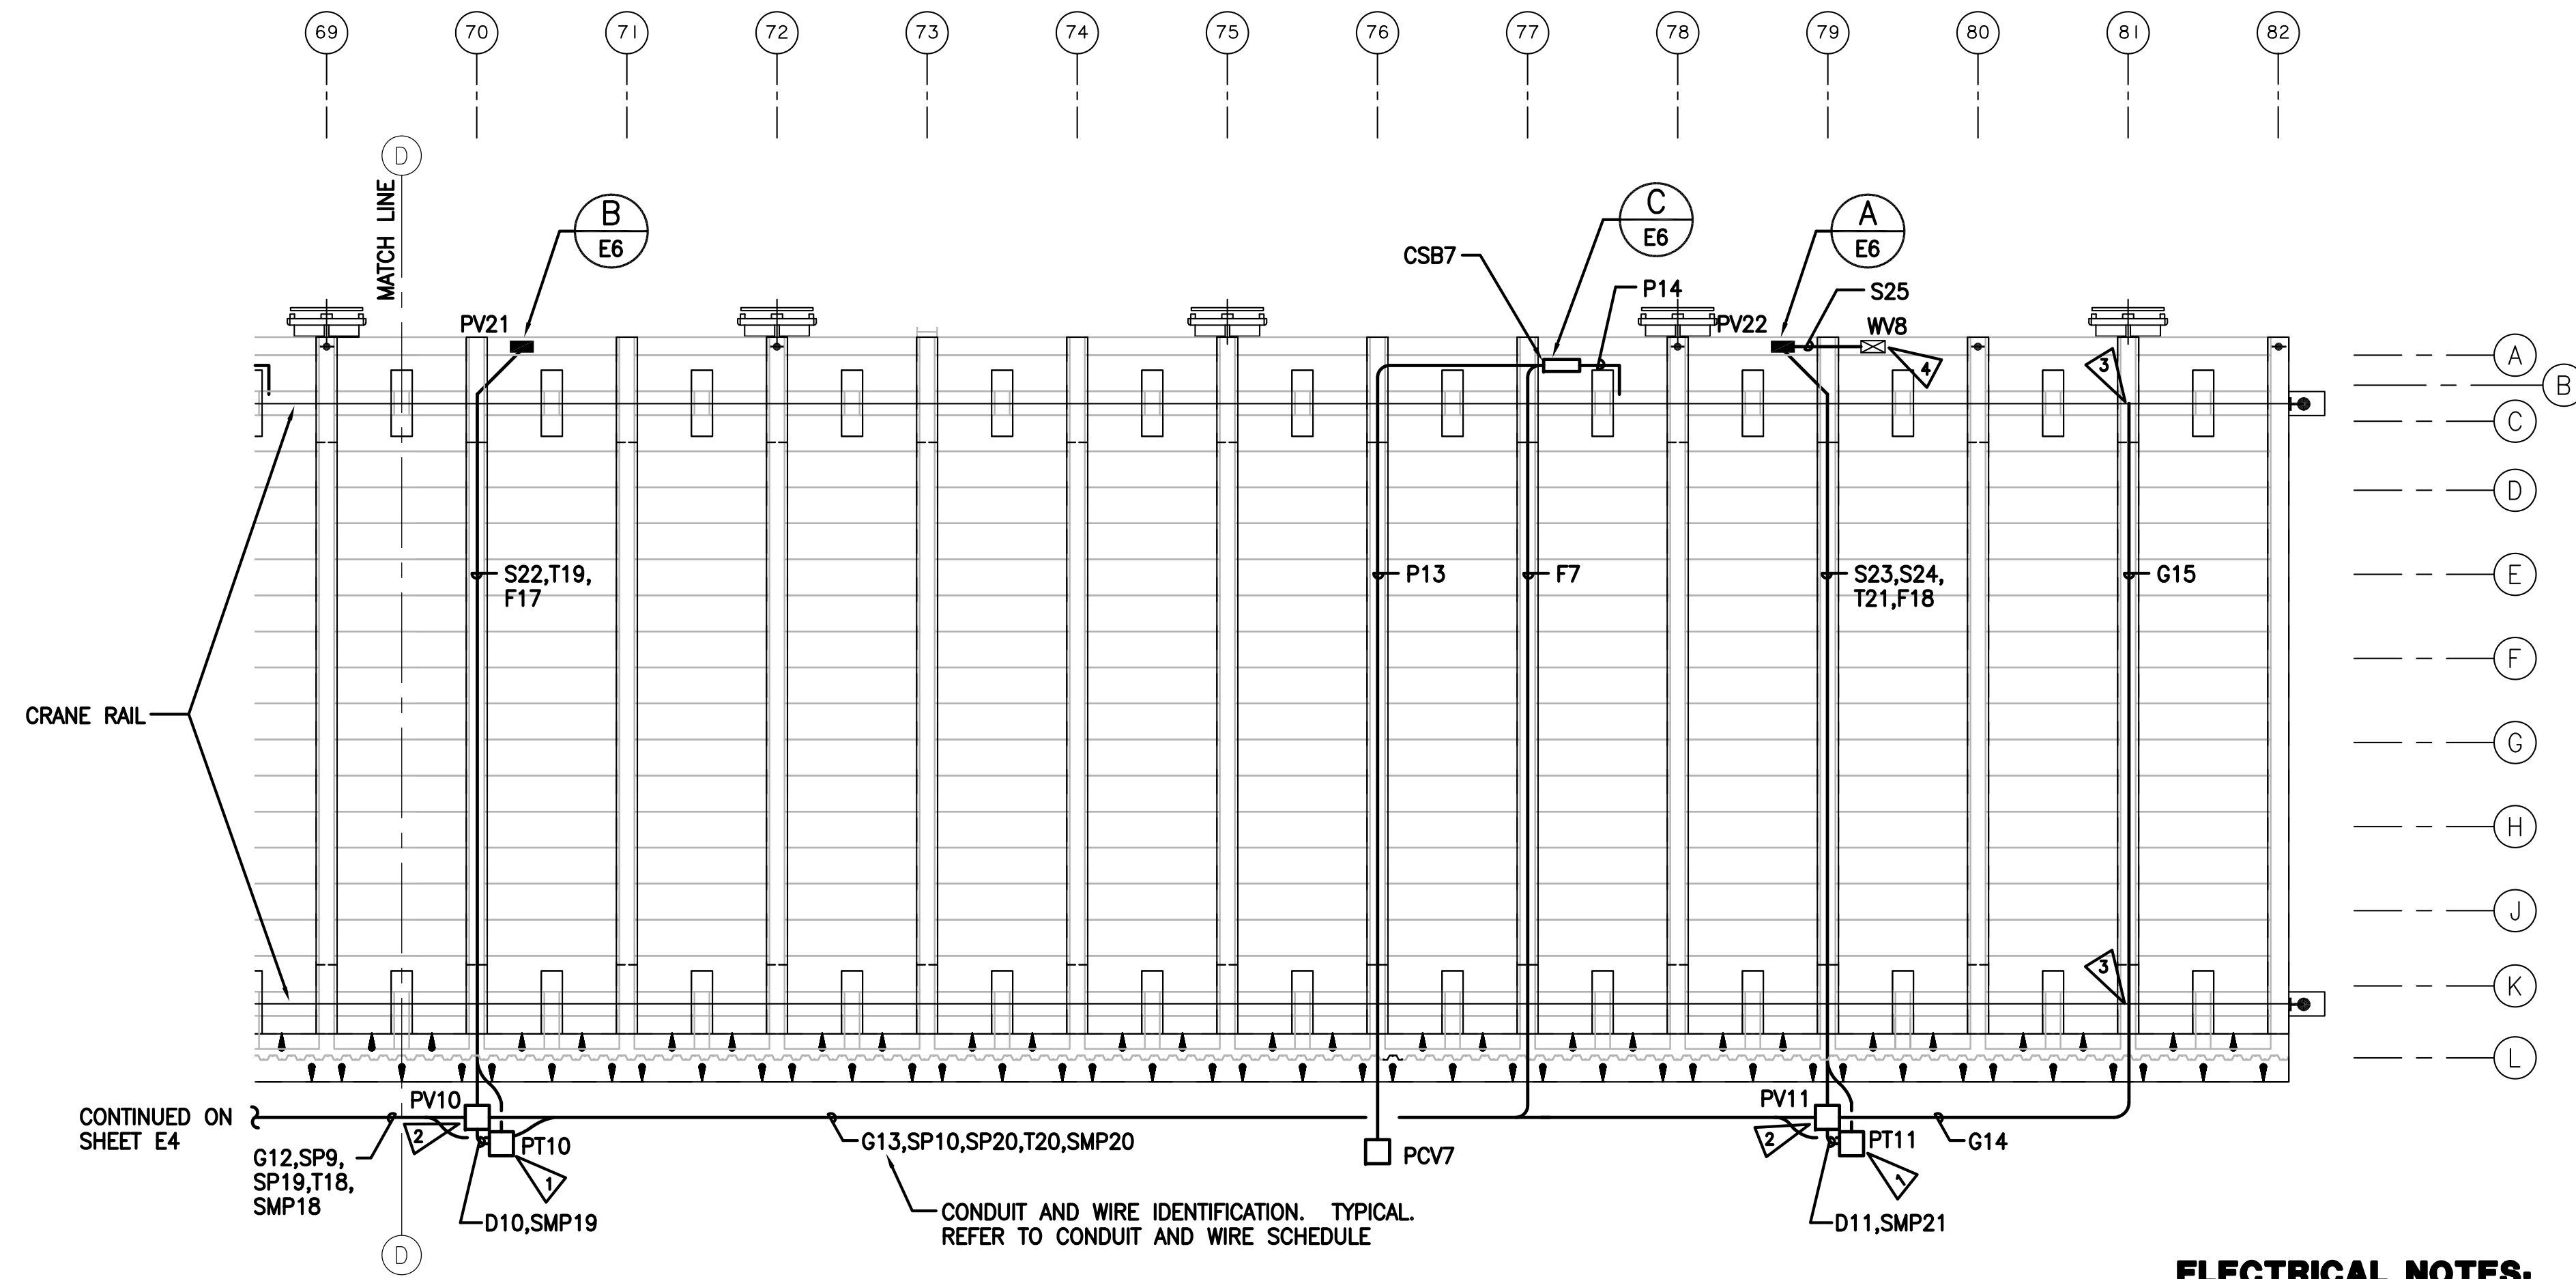 69 70 71 72 73 74 75 76 77 78 79 80 81 82
D
MATCH LINE
B
E6
C
E6
A
E6
CSB7
P14
S25
PV21
PV22
WV8
4
3
A
B
C
D
E
F
G
H
J
K
L
S22,T19,
F17
P13
F7
S23,S24,
T21,F18
G15
CRANE RAIL
3
CONTINUED ON
SHEET E4
PV10
2
PT10
1
G12,SP9,
SP19,T18,
SMP18
D10,SMP19
G13,SP10,SP20,T20,SMP20
CONDUIT AND WIRE IDENTIFICATION. TYPICAL.
REFER TO CONDUIT AND WIRE SCHEDULE
PCV7
PV11
2
PT11
1
G14
D11,SMP21
D
ELECTRICAL NOTES: